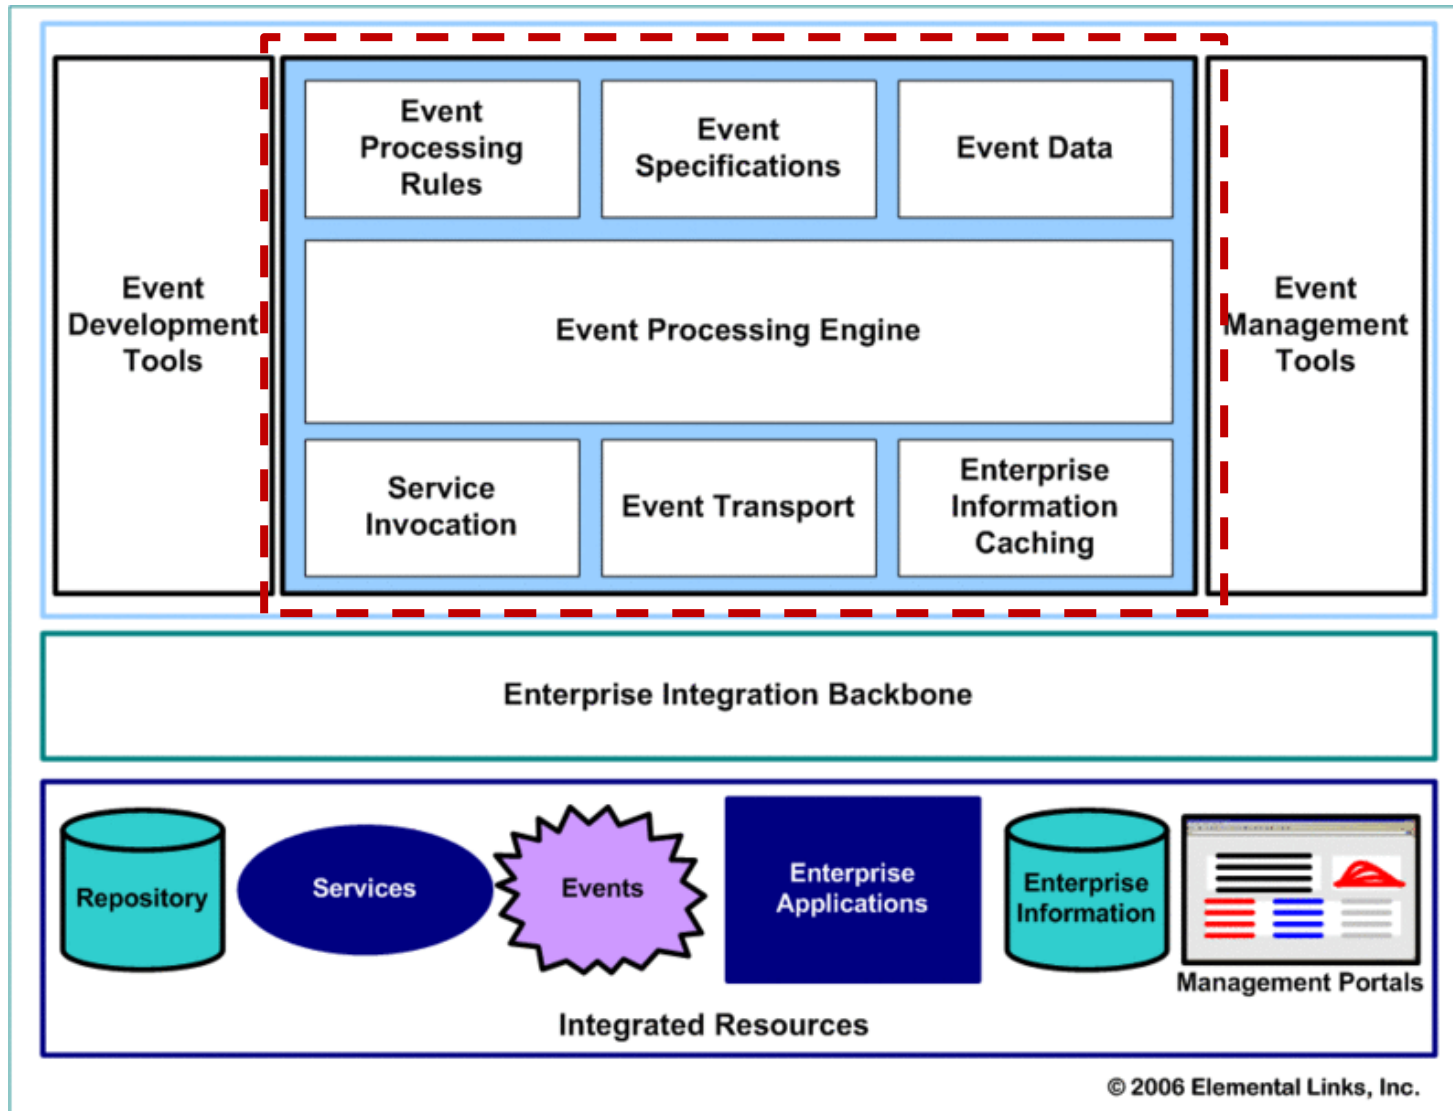 Event
Processing
Rules
Event
Specifications
Event Data
Event
Development
Tools
Event Processing Engine
Event
Management
Tools
Service
Invocation
Event Transport
Enterprise
Information
Caching
Enterprise Integration Backbone
Repository
Services
Events
Enterprise
Applications
Enterprise
Information
Management Portals
Integrated Resources
© 2006 Elemental Links, Inc.